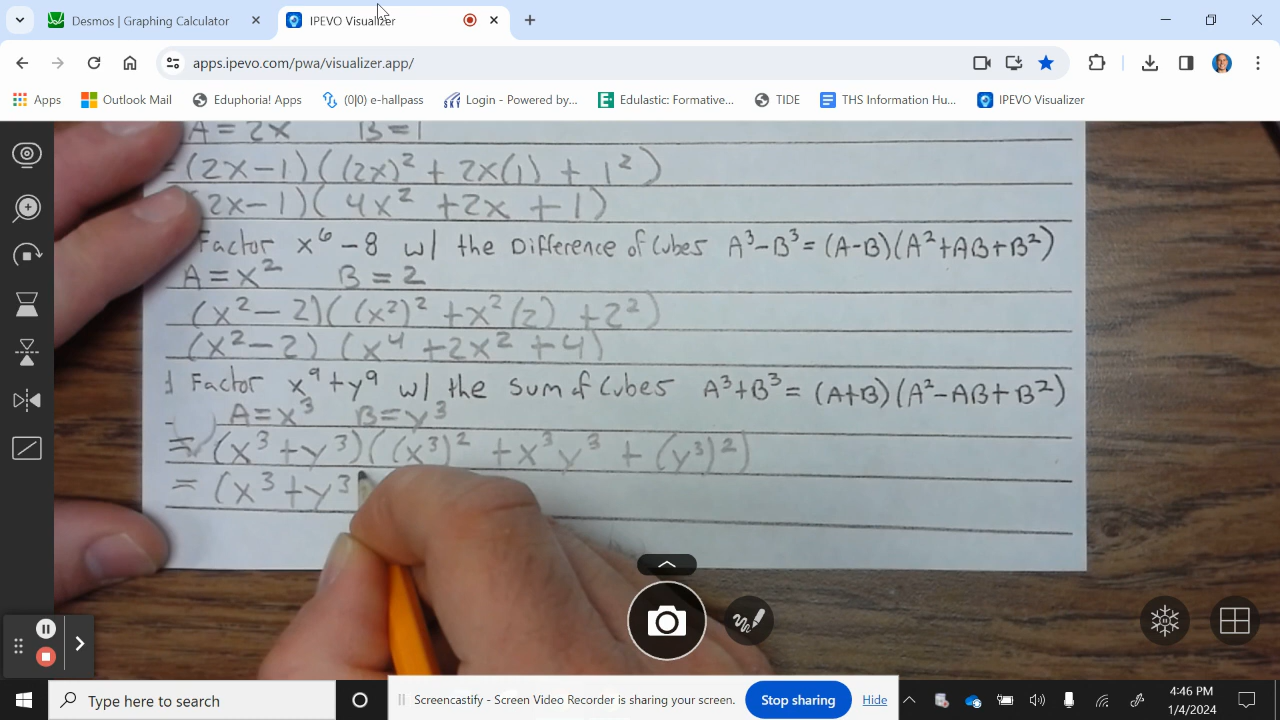 Desmos | Graphing Calculator
IPEVO Visualizer
apps.ipevo.com/pwa/visualizer.app/
Apps
Outlook Mail
Eduphoria! Apps
(0|0) e-hallpass
Login - Powered by...
Edulastic: Formative...
TIDE
THS Information Hu...
IPEVO Visualizer
A = 2x B = 1
= (2x-1)((2x)² + 2x(1) + 1²)
(2x-1)(4x² +2x +1)
Factor x⁶-8 w/ the Difference of Cubes A³-B³=(A-B)(A²+AB+B²)
A = x² B = 2
(x²-2)((x²)² +x²(2) +2²)
(x²-2)(x⁴ +2x² +4)
Factor x⁹+y⁹ w/ the sum of Cubes A³+B³=(A+B)(A²-AB+B²)
A=x³ B=y³
= (x³+y³)((x³)² +x³y³ + (y³)²)
= (x³+y³
Type here to search
Screencastify - Screen Video Recorder is sharing your screen.
Stop sharing
Hide
4:46 PM
1/4/2024